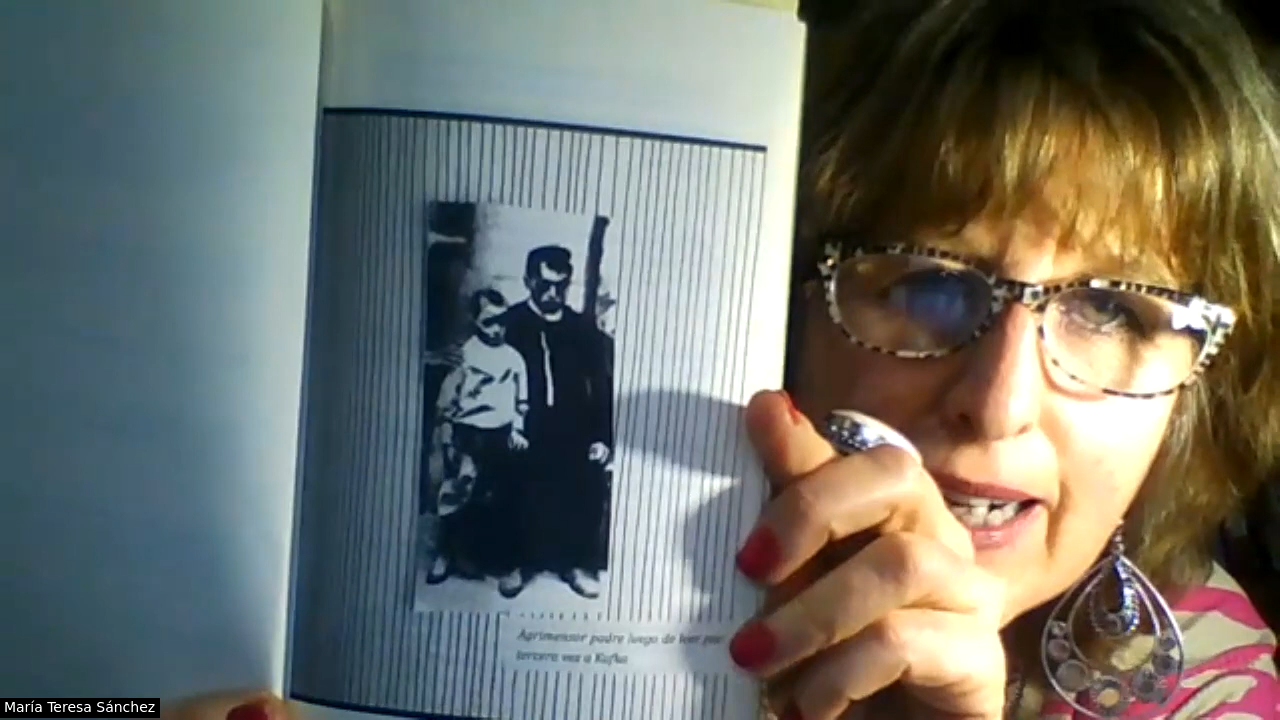 Agrimensor padre luego de leer por
tercera vez a Kafka
María Teresa Sánchez